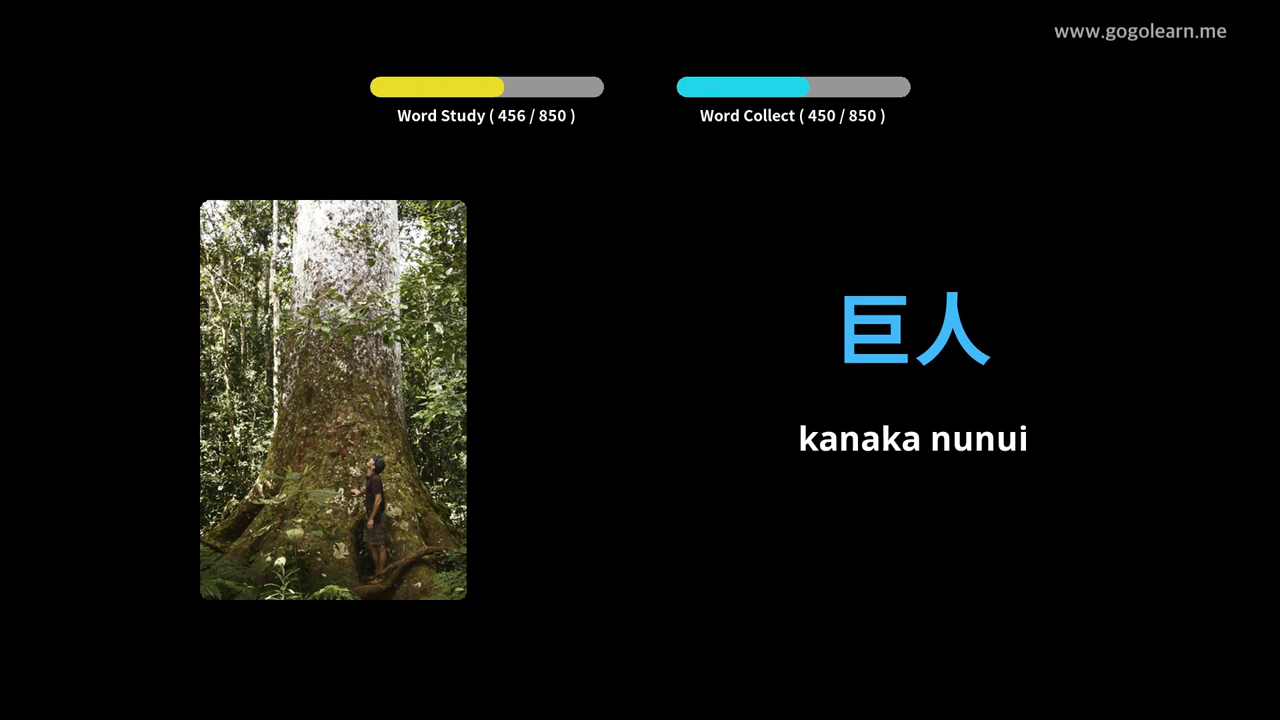 www.gogolearn.me
Word Study ( 456 / 850 )
Word Collect ( 450 / 850 )
巨人
kanaka nunui